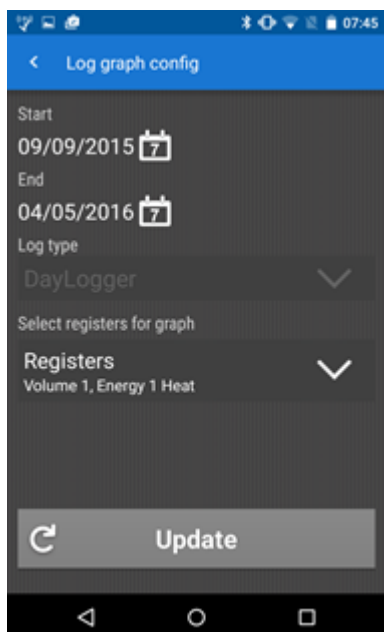 07:45
Log graph config
Start
09/09/2015 7
End
04/05/2016 7
Log type
DayLogger
Select registers for graph
Registers
Volume 1, Energy 1 Heat
Update